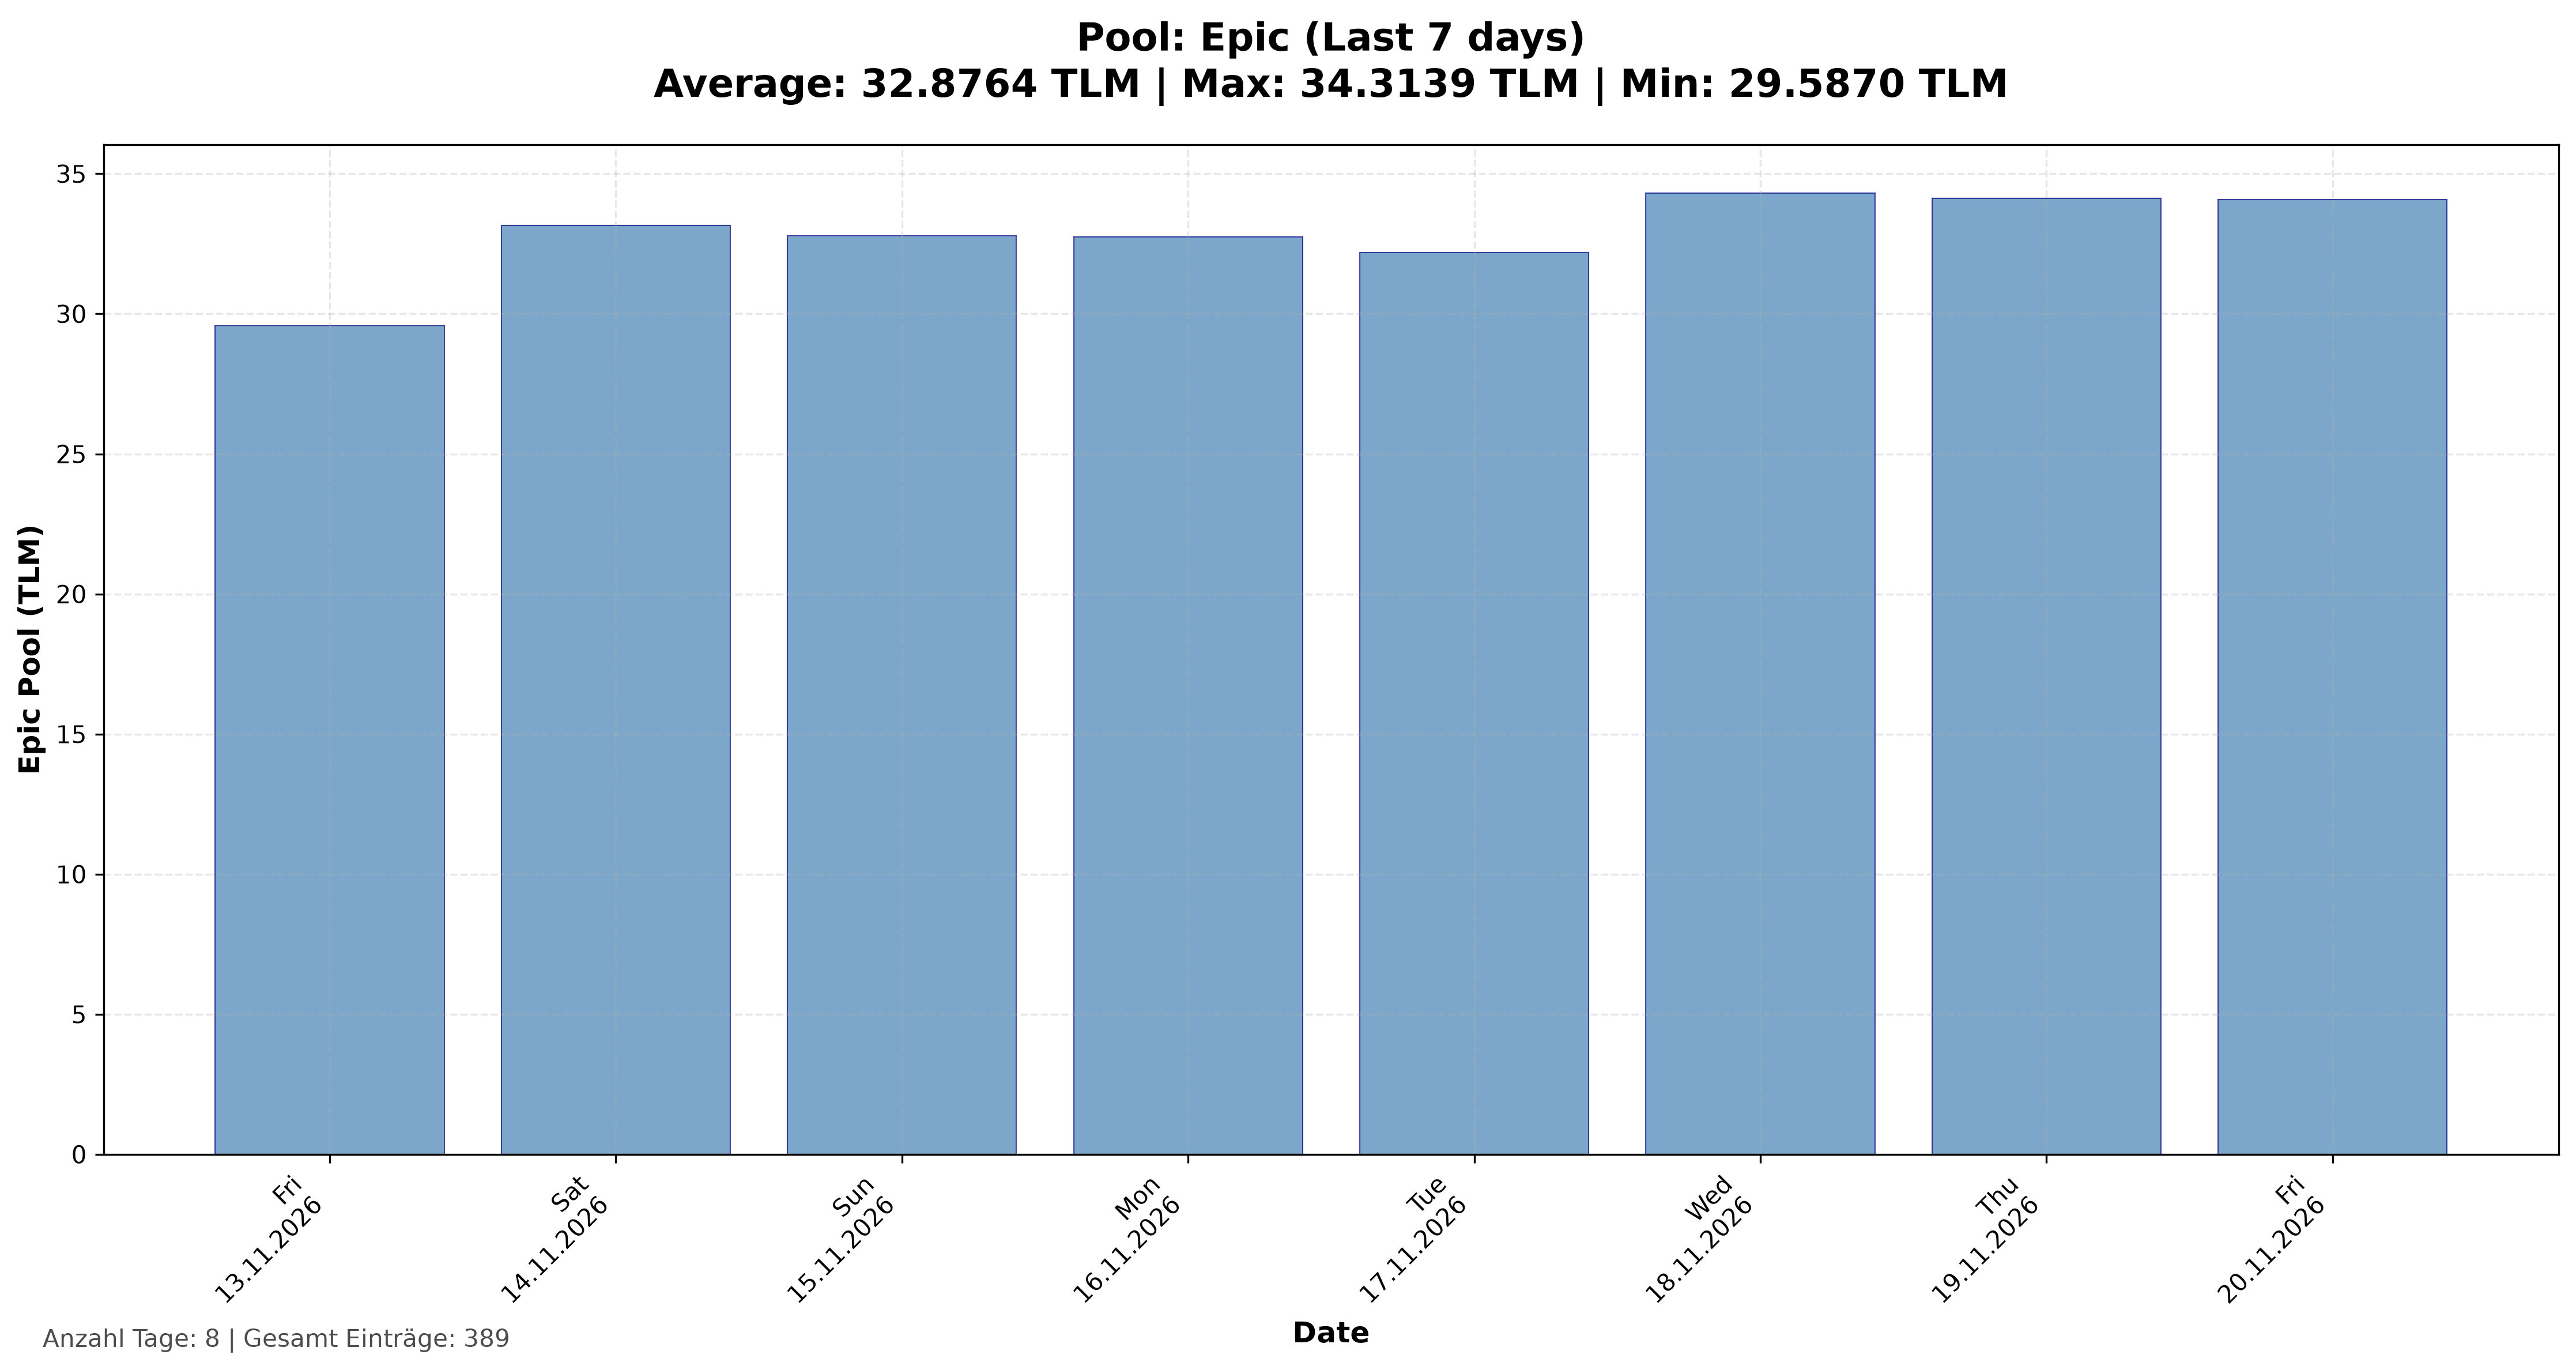 Pool: Epic (Last 7 days)
Average: 32.8764 TLM | Max: 34.3139 TLM | Min: 29.5870 TLM
Epic Pool (TLM)
35
30
25
20
15
10
5
0
Fri
13.11.2026
Sat
14.11.2026
Sun
15.11.2026
Mon
16.11.2026
Tue
17.11.2026
Wed
18.11.2026
Thu
19.11.2026
Fri
20.11.2026
Date
Anzahl Tage: 8 | Gesamt Einträge: 389